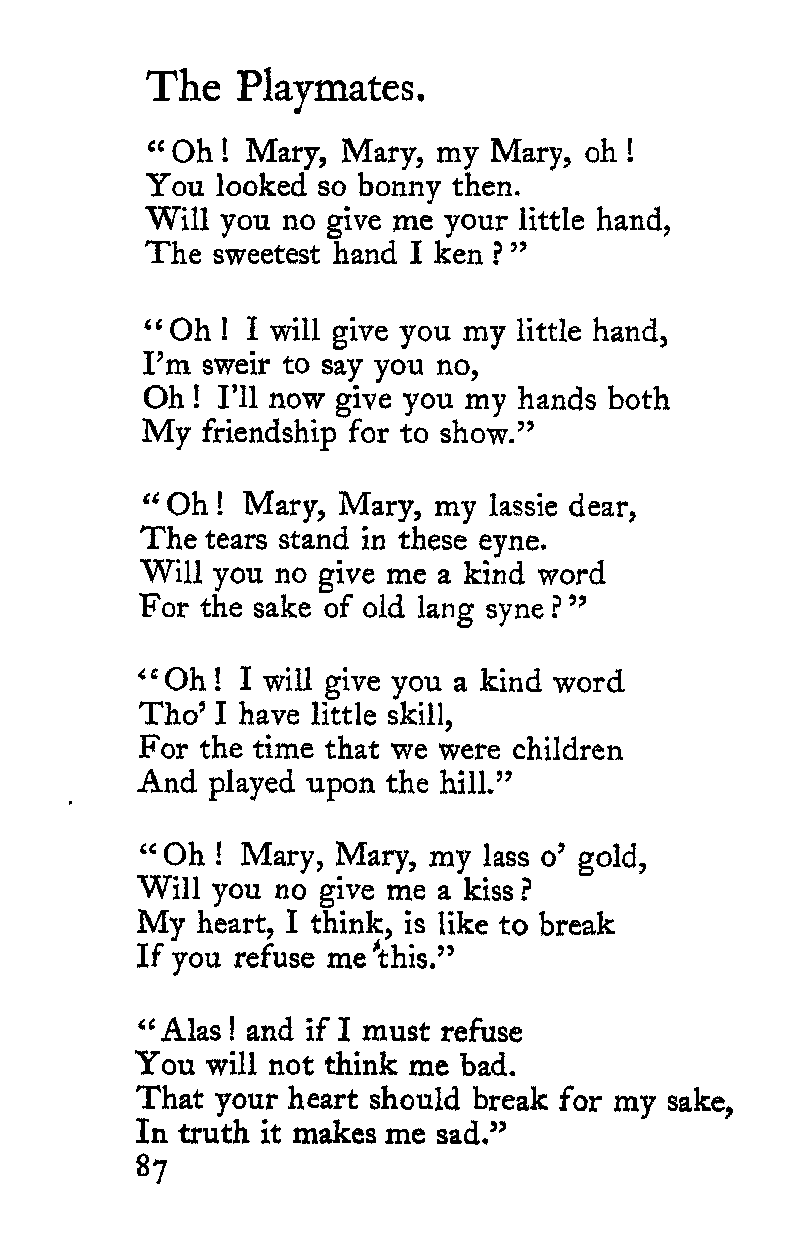 The Playmates.
“Oh! Mary, Mary, my Mary, oh!
You looked so bonny then.
Will you no give me your little hand,
The sweetest hand I ken?”
“Oh! I will give you my little hand,
I’m sweir to say you no,
Oh! I’ll now give you my hands both
My friendship for to show.”
“Oh! Mary, Mary, my lassie dear,
The tears stand in these eyne.
Will you no give me a kind word
For the sake of old lang syne?”
“Oh! I will give you a kind word
Tho’ I have little skill,
For the time that we were children
And played upon the hill.”
“Oh! Mary, Mary, my lass o’ gold,
Will you no give me a kiss?
My heart, I think, is like to break
If you refuse me this.”
“Alas! and if I must refuse
You will not think me bad.
That your heart should break for my sake,
In truth it makes me sad.”
87